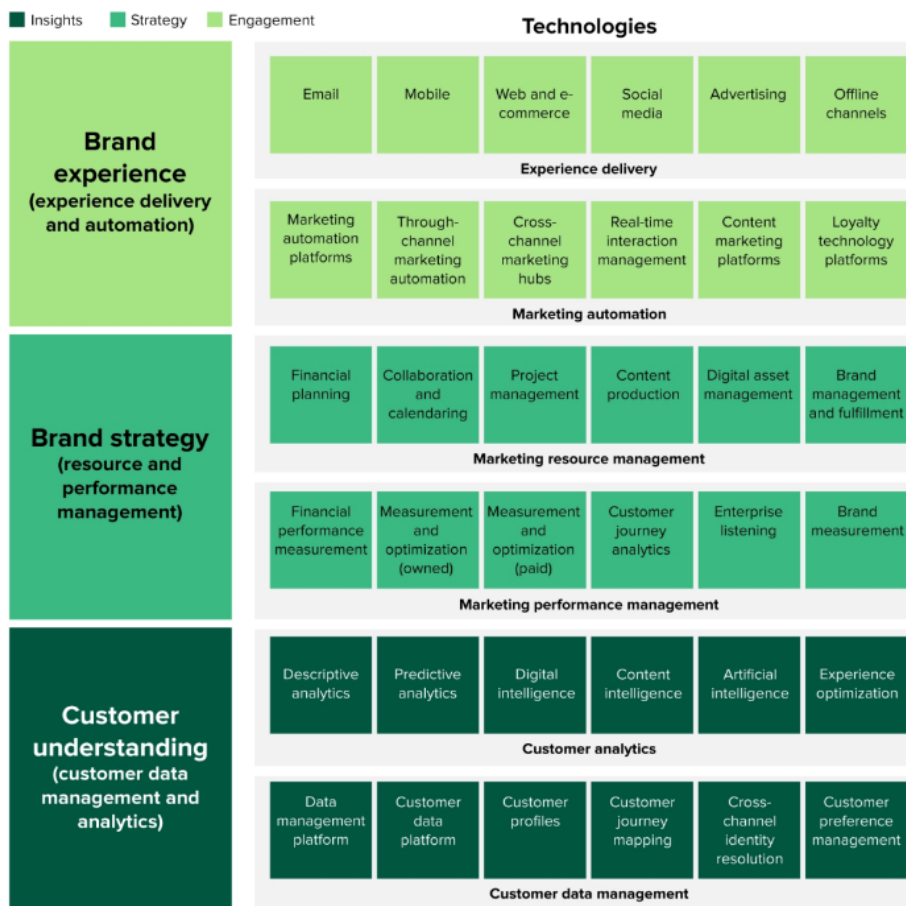 Insights
Strategy
Engagement
Technologies
Brand
experience
(experience delivery
and automation)
Email
Mobile
Web and e-
commerce
Social
media
Advertising
Offline
channels
Experience delivery
Marketing
automation
platforms
Through-
channel
marketing
automation
Cross-
channel
marketing
hubs
Real-time
interaction
management
Content
marketing
platforms
Loyalty
technology
platforms
Marketing automation
Brand strategy
(resource and
performance
management)
Financial
planning
Collaboration
and
calendaring
Project
management
Content
production
Digital asset
management
Brand
management
and fulfillment
Marketing resource management
Financial
performance
measurement
Measurement
and
optimization
(owned)
Measurement
and
optimization
(paid)
Customer
journey
analytics
Enterprise
listening
Brand
measurement
Marketing performance management
Customer
understanding
(customer data
management and
analytics)
Descriptive
analytics
Predictive
analytics
Digital
intelligence
Content
intelligence
Artificial
intelligence
Experience
optimization
Customer analytics
Data
management
platform
Customer
data
platform
Customer
profiles
Customer
journey
mapping
Cross-
channel
identity
resolution
Customer
preference
management
Customer data management